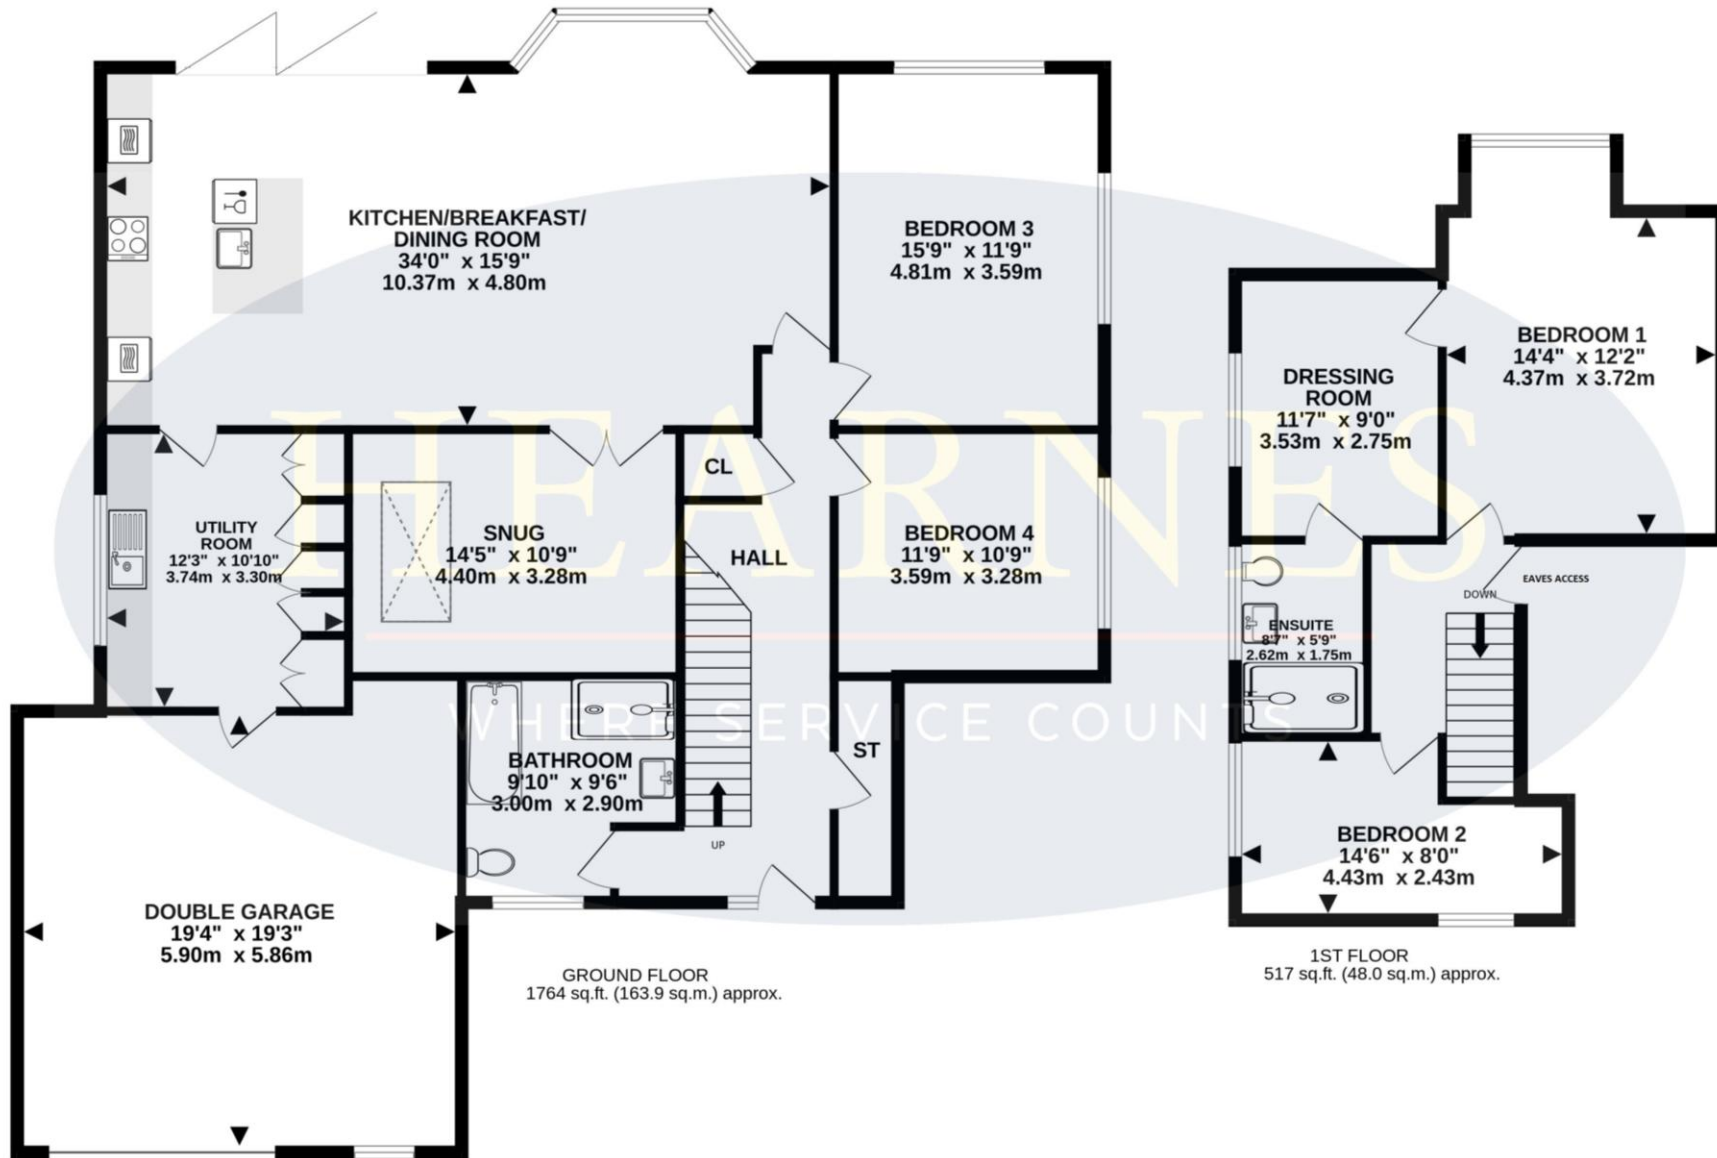 KITCHEN/BREAKFAST/
DINING ROOM
34'0" x 15'9"
10.37m x 4.80m
BEDROOM 3
15'9" x 11'9"
4.81m x 3.59m
BEDROOM 1
14'4" x 12'2"
4.37m x 3.72m
DRESSING
ROOM
11'7" x 9'0"
3.53m x 2.75m
HEARNES
CL
UTILITY
ROOM
12'3" x 10'10"
3.74m x 3.30m
SNUG
14'5" x 10'9"
4.40m x 3.28m
HALL
BEDROOM 4
11'9" x 10'9"
3.59m x 3.28m
EAVES ACCESS
DOWN
ENSUITE
8'7" x 5'9"
2.62m x 1.75m
WHERE SERVICE COUNTS
BATHROOM
9'10" x 9'6"
3.00m x 2.90m
ST
UP
BEDROOM 2
14'6" x 8'0"
4.43m x 2.43m
DOUBLE GARAGE
19'4" x 19'3"
5.90m x 5.86m
GROUND FLOOR
1764 sq.ft. (163.9 sq.m.) approx.
1ST FLOOR
517 sq.ft. (48.0 sq.m.) approx.